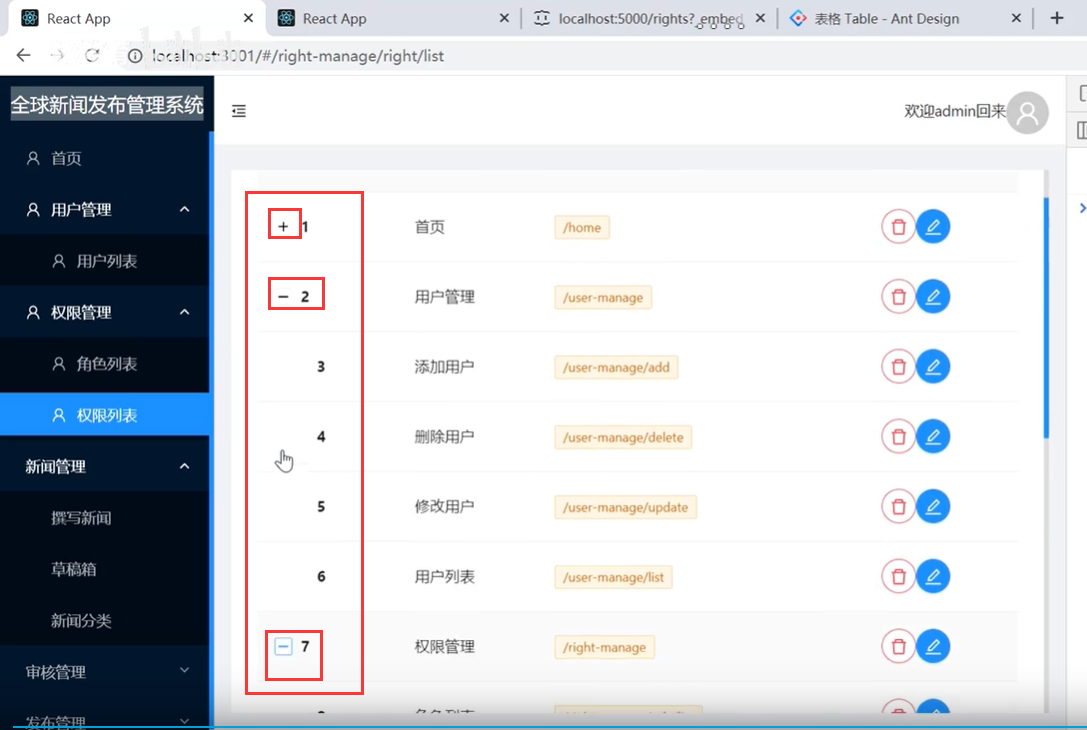 React App
React App
localhost:5000/rights?_embed
表格 Table - Ant Design
localhost:3001/#/right-manage/right/list
全球新闻发布管理系统
欢迎admin回来
首页
用户管理
用户列表
权限管理
角色列表
权限列表
新闻管理
撰写新闻
草稿箱
新闻分类
审核管理
发布管理
1 首页 /home
2 用户管理 /user-manage
3 添加用户 /user-manage/add
4 删除用户 /user-manage/delete
5 修改用户 /user-manage/update
6 用户列表 /user-manage/list
7 权限管理 /right-manage